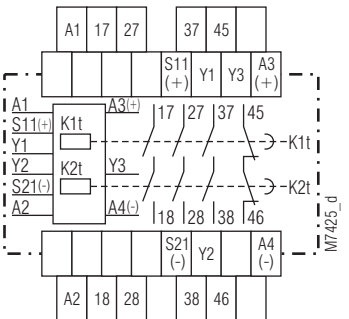 A1 17 27 37 45
S11 (+) Y1 Y3 A3 (+)
A1 A3(+) 17 27 37 45
S11(+) K1t
Y1 K1t
Y2 K2t Y3
S21(-) K2t
A2 A4(-) 18 28 38 46
S21 (-) Y2 A4 (-)
A2 18 28 38 46
M7425_d